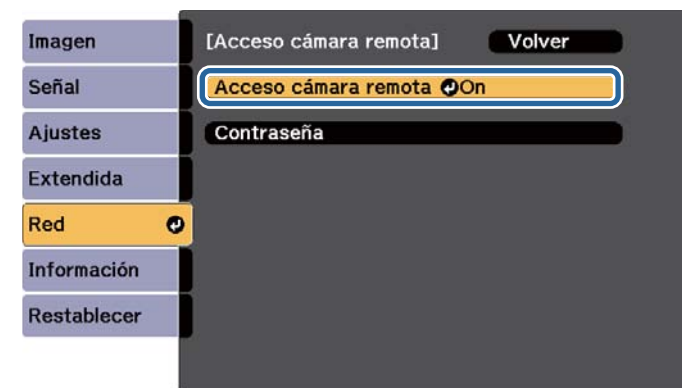 Imagen
Señal
Ajustes
Extendida
Red
Información
Restablecer
[Acceso cámara remota] Volver
Acceso cámara remota On
Contraseña